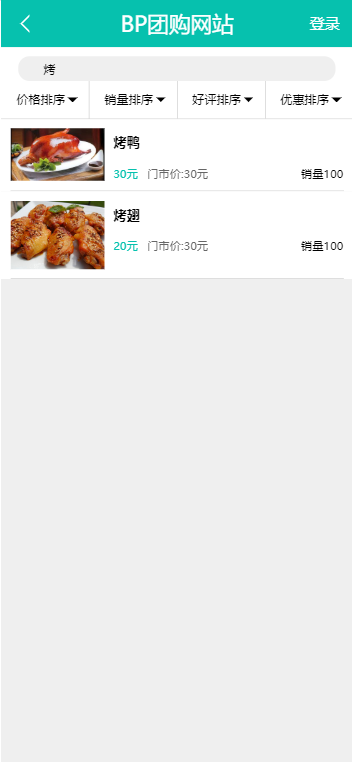 BP团购网站 登录
烤
价格排序 销量排序 好评排序 优惠排序
烤鸭
30元 门市价:30元 销量100
烤翅
20元 门市价:30元 销量100